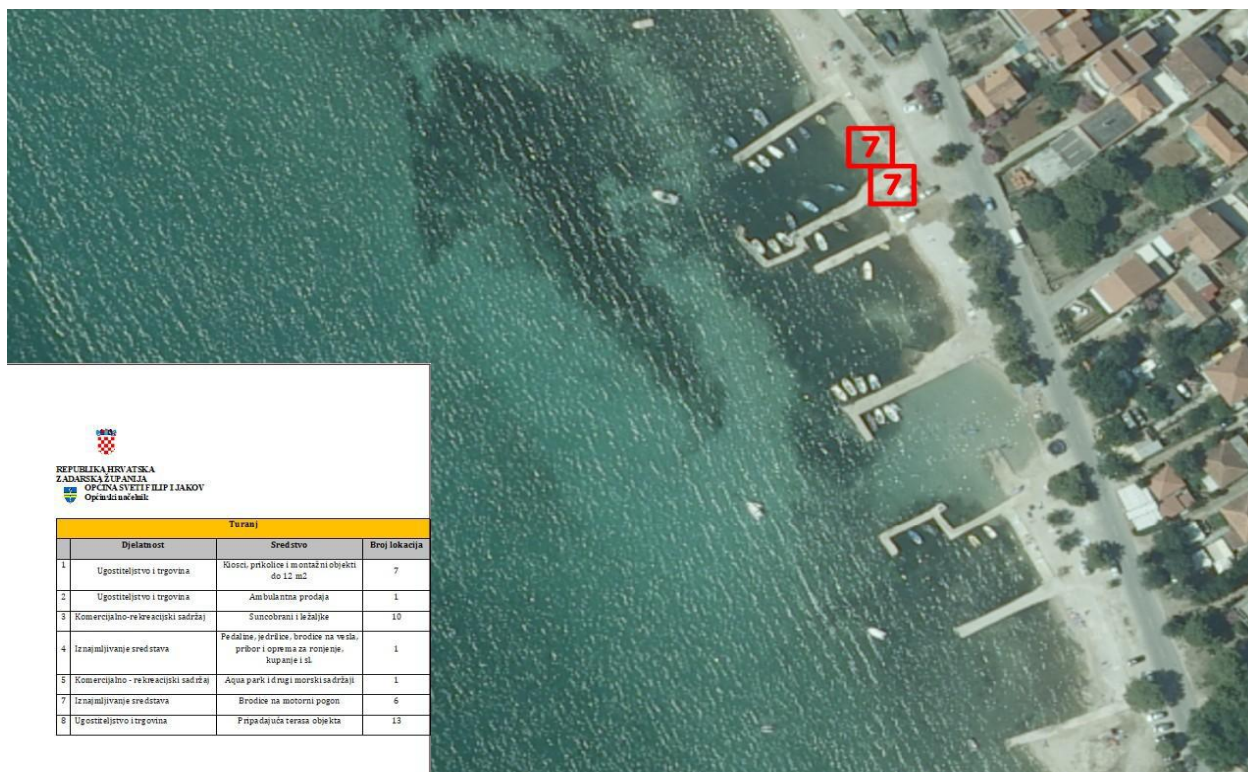 7
7
REPUBLIKA HRVATSKA
ZADARSKA ŽUPANIJA
OPĆINA SVETI FILIP I JAKOV
Općinski načelnik
Turanj
Djelatnost Sredstvo Broj lokacija
1 Ugostiteljstvo i trgovina Kiosci, prikolice i montažni objekti do 12 m2 7
2 Ugostiteljstvo i trgovina Ambulantna prodaja 1
3 Komercijalno-rekreacijski sadržaj Suncobrani i ležaljke 10
4 Iznajmljivanje sredstava Pedaline, jedrilice, brodice na vesla, pribor i oprema za ronjenje, kupanje i sl. 1
5 Komercijalno - rekreacijski sadržaj Aqua park i drugi morski sadržaji 1
7 Iznajmljivanje sredstava Brodice na motorni pogon 6
8 Ugostiteljstvo i trgovina Pripadajuća terasa objekta 13